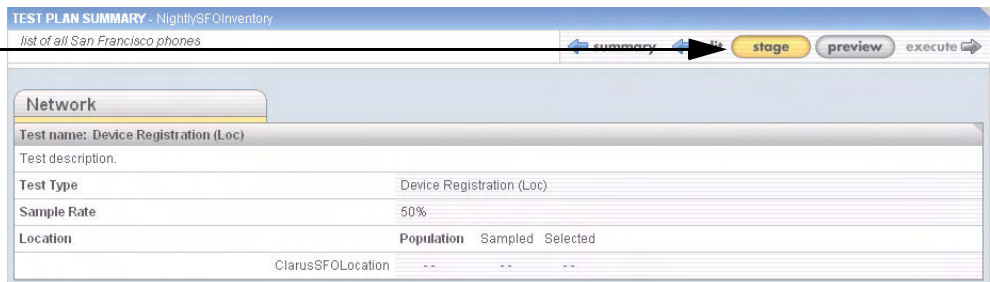 TEST PLAN SUMMARY - NightlySFOInventory
list of all San Francisco phones
summary
stage preview execute
Network
Test name: Device Registration (Loc)
Test description.
Test Type Device Registration (Loc)
Sample Rate 50%
Location Population Sampled Selected
ClarusSFOLocation -- -- --